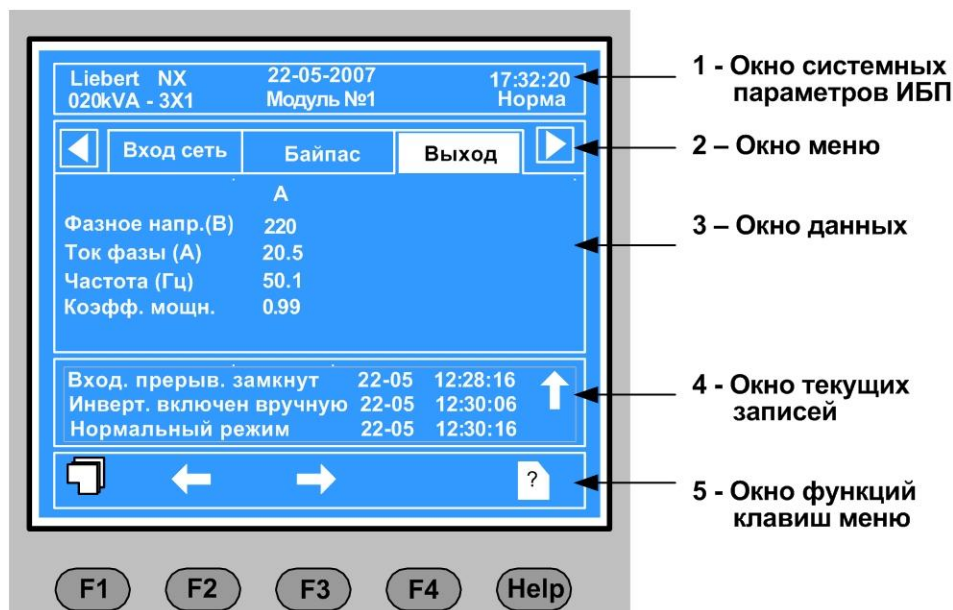 Liebert NX 22-05-2007 17:32:20
020kVA - 3X1 Модуль №1 Норма
Вход сеть Байпас Выход
A
Фазное напр.(В) 220
Ток фазы (А) 20.5
Частота (Гц) 50.1
Коэфф. мощн. 0.99
Вход. прерыв. замкнут 22-05 12:28:16
Инверт. включен вручную 22-05 12:30:06
Нормальный режим 22-05 12:30:16
?
F1 F2 F3 F4 Help
1 - Окно системных
параметров ИБП
2 – Окно меню
3 – Окно данных
4 - Окно текущих
записей
5 - Окно функций
клавиш меню